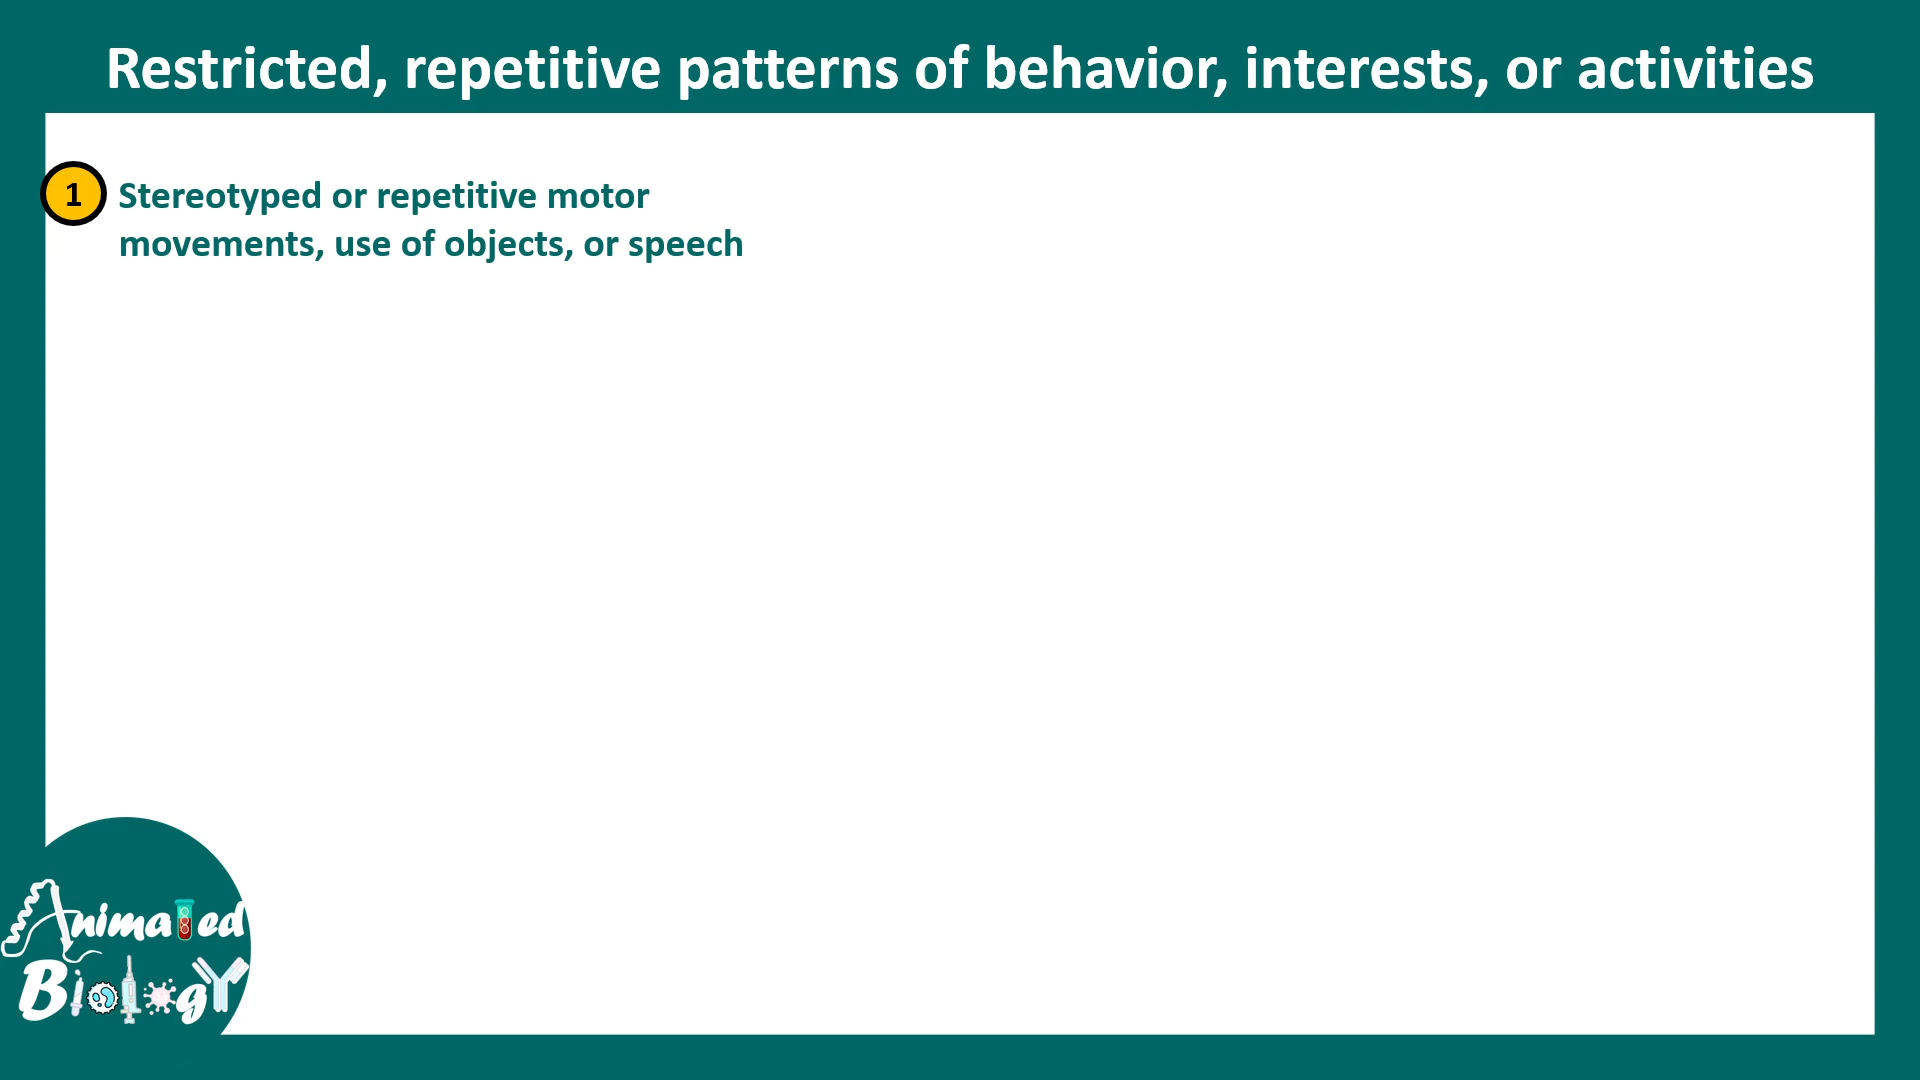 Restricted, repetitive patterns of behavior, interests, or activities
1
Stereotyped or repetitive motor
movements, use of objects, or speech
Animated
Biology